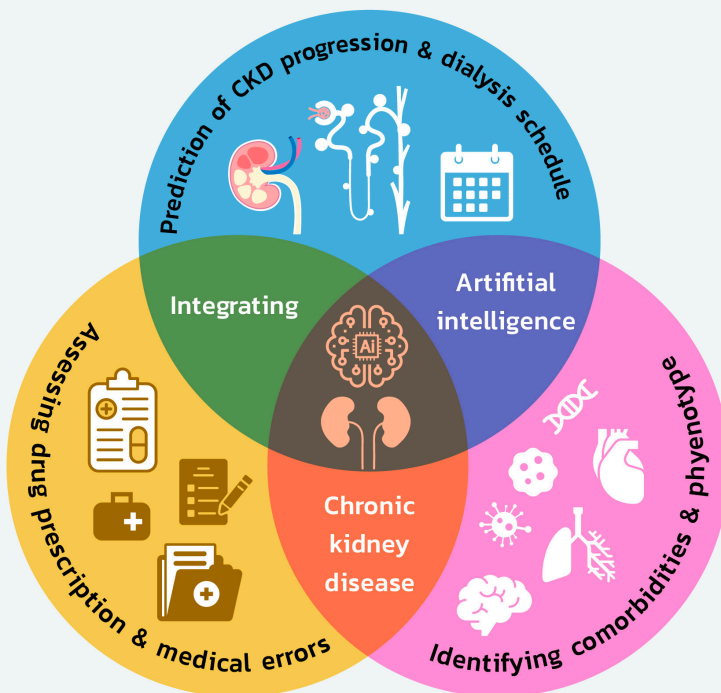 Prediction of CKD progression & dialysis schedule
Integrating
Artifitial
intelligence
Ai
Assessing drug prescription & medical errors
Chronic
kidney
disease
Identifying comorbidities & phyenotype